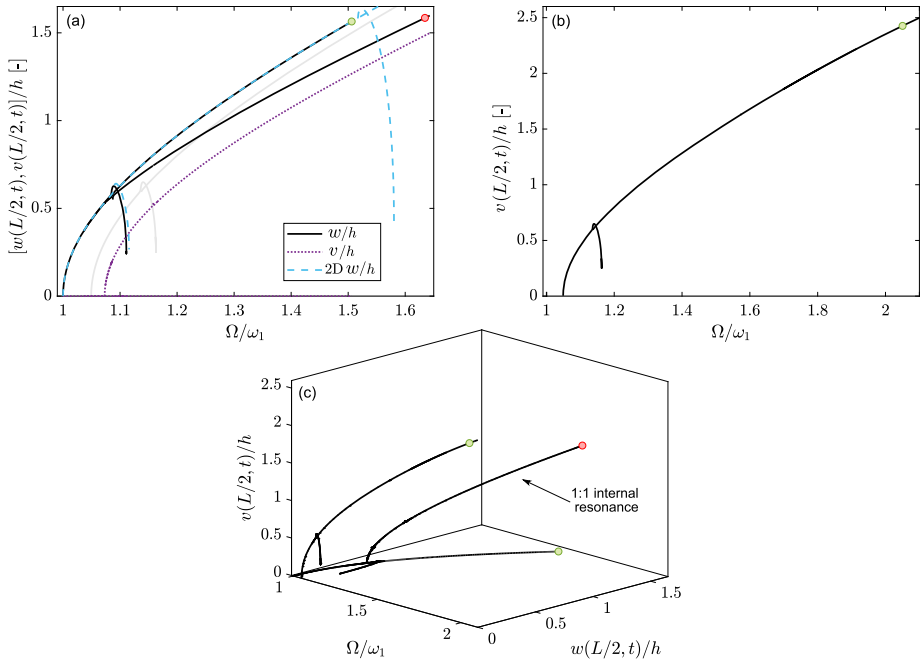 (a)
[w(L/2, t), v(L/2, t)]/h [-]
1.5
1
0.5
0
1 1.1 1.2 1.3 1.4 1.5 1.6
Ω/ω₁
w/h
v/h
2D w/h
(b)
v(L/2, t)/h [-]
2.5
2
1.5
1
0.5
0
1 1.2 1.4 1.6 1.8 2
Ω/ω₁
(c)
v(L/2, t)/h
2.5
2
1.5
1
0.5
0
1:1 internal
resonance
1
1.5
2
Ω/ω₁
0
0.5
1
1.5
w(L/2, t)/h